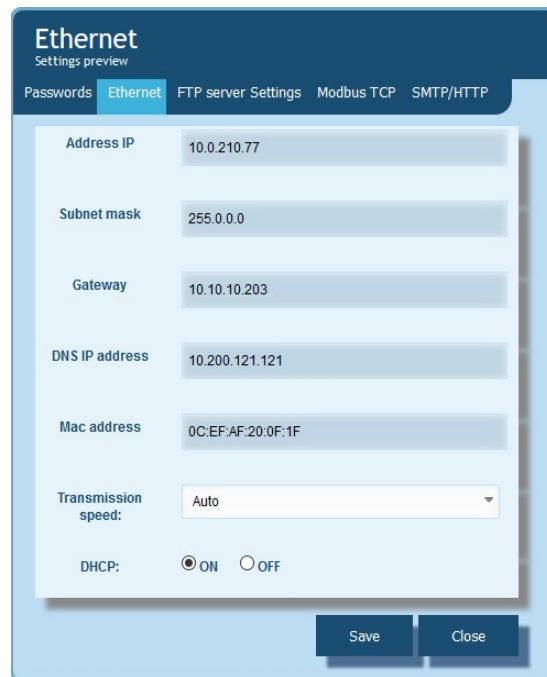 Ethernet
Settings preview
Passwords Ethernet FTP server Settings Modbus TCP SMTP/HTTP
Address IP 10.0.210.77
Subnet mask 255.0.0.0
Gateway 10.10.10.203
DNS IP address 10.200.121.121
Mac address 0C:EF:AF:20:0F:1F
Transmission
speed: Auto
DHCP: ON OFF
Save Close